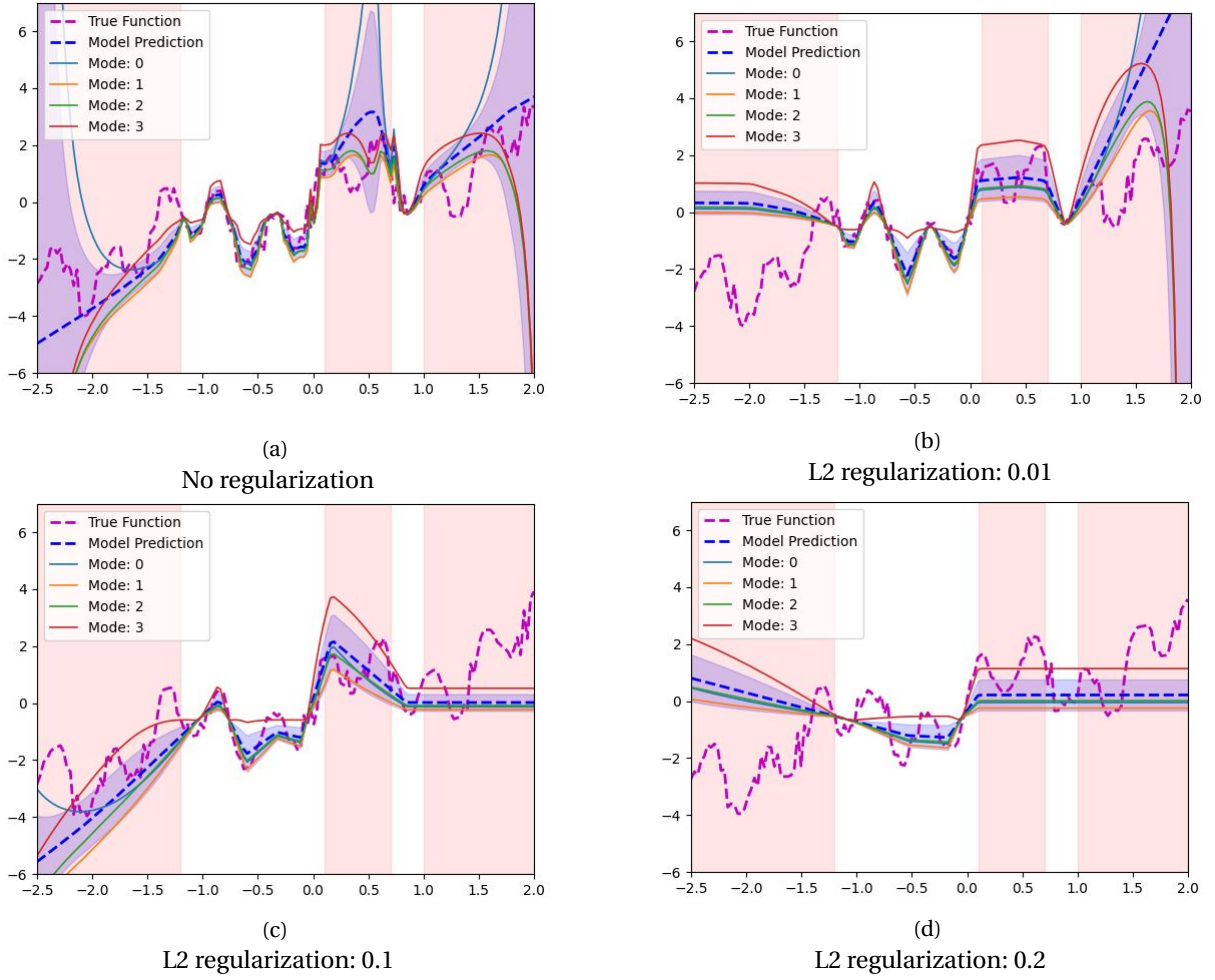 True Function
Model Prediction
Mode: 0
Mode: 1
Mode: 2
Mode: 3
6
4
2
0
−2
−4
−6
−2.5 −2.0 −1.5 −1.0 −0.5 0.0 0.5 1.0 1.5 2.0
(a)
No regularization
True Function
Model Prediction
Mode: 0
Mode: 1
Mode: 2
Mode: 3
6
4
2
0
−2
−4
−6
−2.5 −2.0 −1.5 −1.0 −0.5 0.0 0.5 1.0 1.5 2.0
(b)
L2 regularization: 0.01
True Function
Model Prediction
Mode: 0
Mode: 1
Mode: 2
Mode: 3
6
4
2
0
−2
−4
−6
−2.5 −2.0 −1.5 −1.0 −0.5 0.0 0.5 1.0 1.5 2.0
(c)
L2 regularization: 0.1
True Function
Model Prediction
Mode: 0
Mode: 1
Mode: 2
Mode: 3
6
4
2
0
−2
−4
−6
−2.5 −2.0 −1.5 −1.0 −0.5 0.0 0.5 1.0 1.5 2.0
(d)
L2 regularization: 0.2